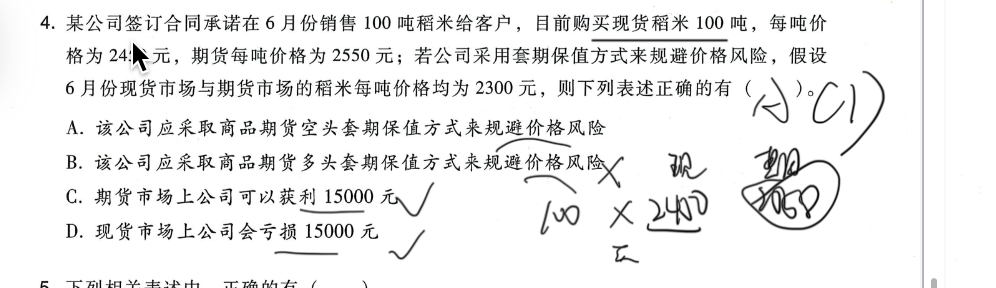 4. 某公司签订合同承诺在 6 月份销售 100 吨稻米给客户，目前购买现货稻米 100 吨，每吨价
格为 24 元，期货每吨价格为 2550 元；若公司采用套期保值方式来规避价格风险，假设
6 月份现货市场与期货市场的稻米每吨价格均为 2300 元，则下列表述正确的有（ ）。
A. 该公司应采取商品期货空头套期保值方式来规避价格风险
B. 该公司应采取商品期货多头套期保值方式来规避价格风险
现
C. 期货市场上公司可以获利 15000 元
100 × 2400
D. 现货市场上公司会亏损 15000 元
5. 下列相关表述中，正确的有（ ）